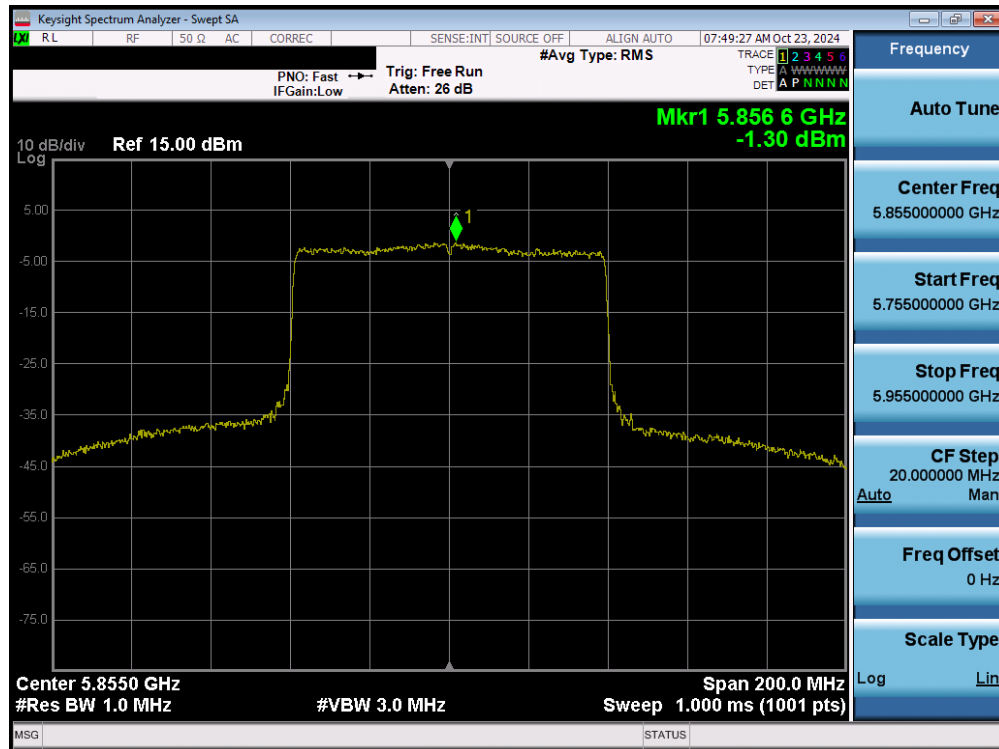 Keysight Spectrum Analyzer - Swept SA
LXI RL RF 50 Ω AC CORREC SENSE:INT SOURCE OFF ALIGN AUTO 07:49:27 AM Oct 23, 2024
#Avg Type: RMS
TRACE 1 2 3 4 5 6
TYPE A WWWWW
DET A P N N N N
PNO: Fast
IFGain:Low
Trig: Free Run
Atten: 26 dB
Mkr1 5.856 6 GHz
-1.30 dBm
10 dB/div
Log
Ref 15.00 dBm
5.00
-5.00
-15.0
-25.0
-35.0
-45.0
-55.0
-65.0
-75.0
1
Center 5.8550 GHz
#Res BW 1.0 MHz
#VBW 3.0 MHz
Span 200.0 MHz
Sweep 1.000 ms (1001 pts)
MSG
STATUS
Frequency
Auto Tune
Center Freq
5.855000000 GHz
Start Freq
5.755000000 GHz
Stop Freq
5.955000000 GHz
CF Step
20.000000 MHz
Auto Man
Freq Offset
0 Hz
Scale Type
Log Lin